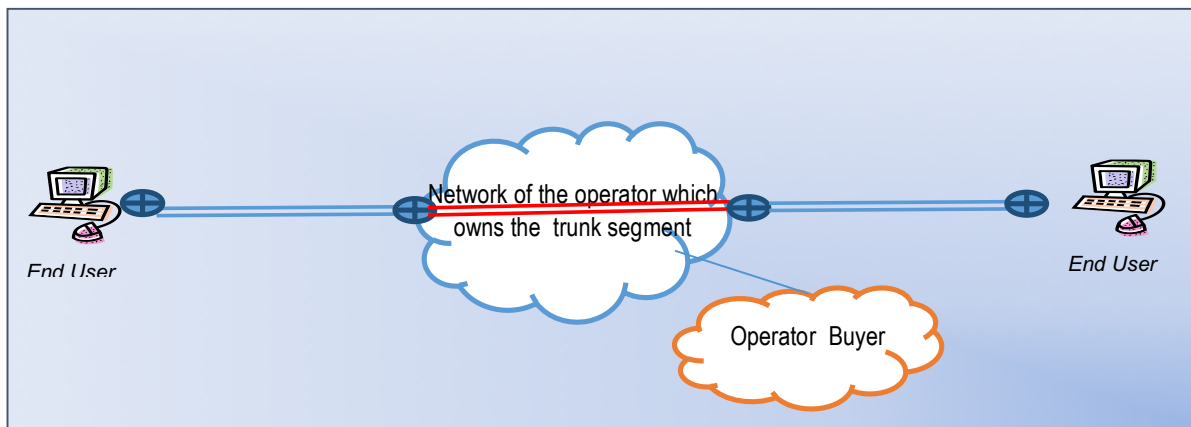 Network of the operator which
owns the trunk segment
End User
End User
Operator Buyer